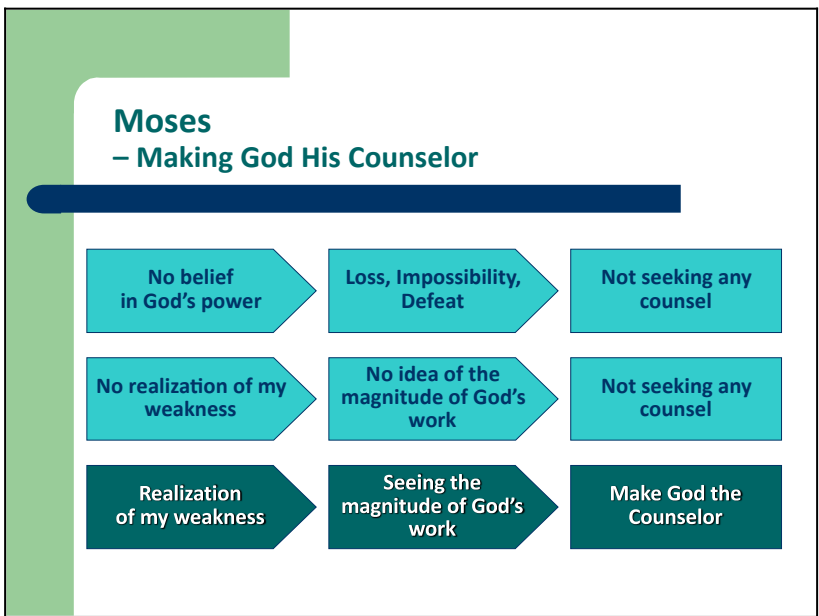 Moses
– Making God His Counselor
No belief
in God's power
Loss, Impossibility,
Defeat
Not seeking any
counsel
No realization of my
weakness
No idea of the
magnitude of God's
work
Not seeking any
counsel
Realization
of my weakness
Seeing the
magnitude of God's
work
Make God the
Counselor